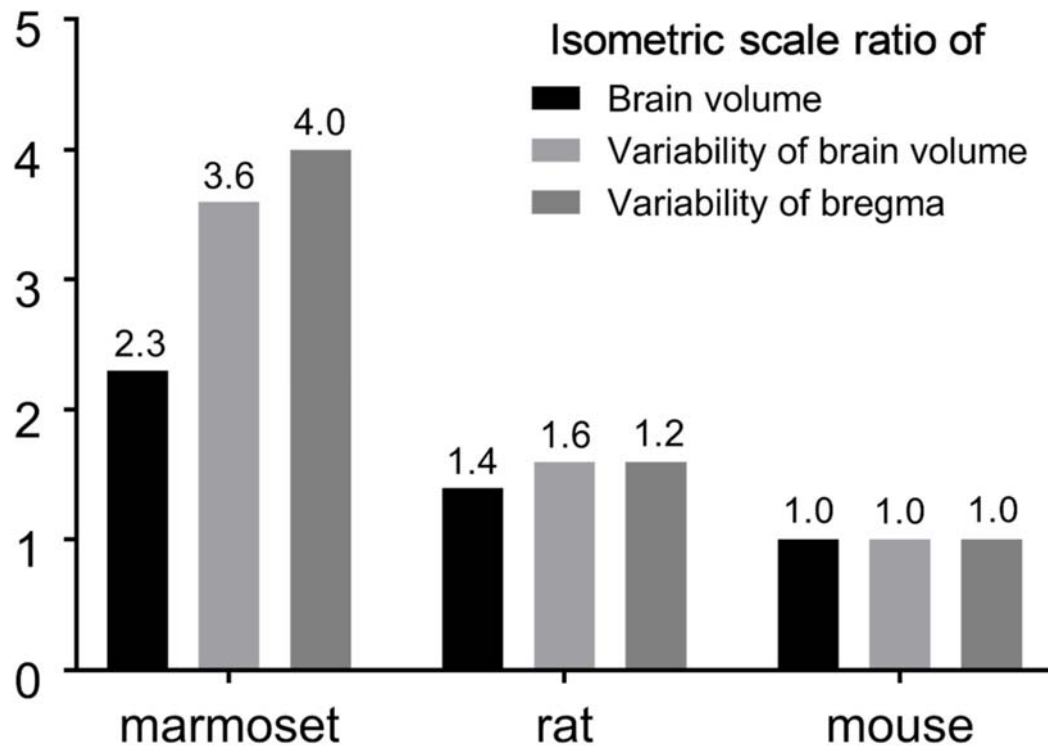 Isometric scale ratio of
Brain volume
Variability of brain volume
Variability of bregma
5
4
3
2
1
0
2.3
3.6
4.0
1.4
1.6
1.2
1.0
1.0
1.0
marmoset
rat
mouse